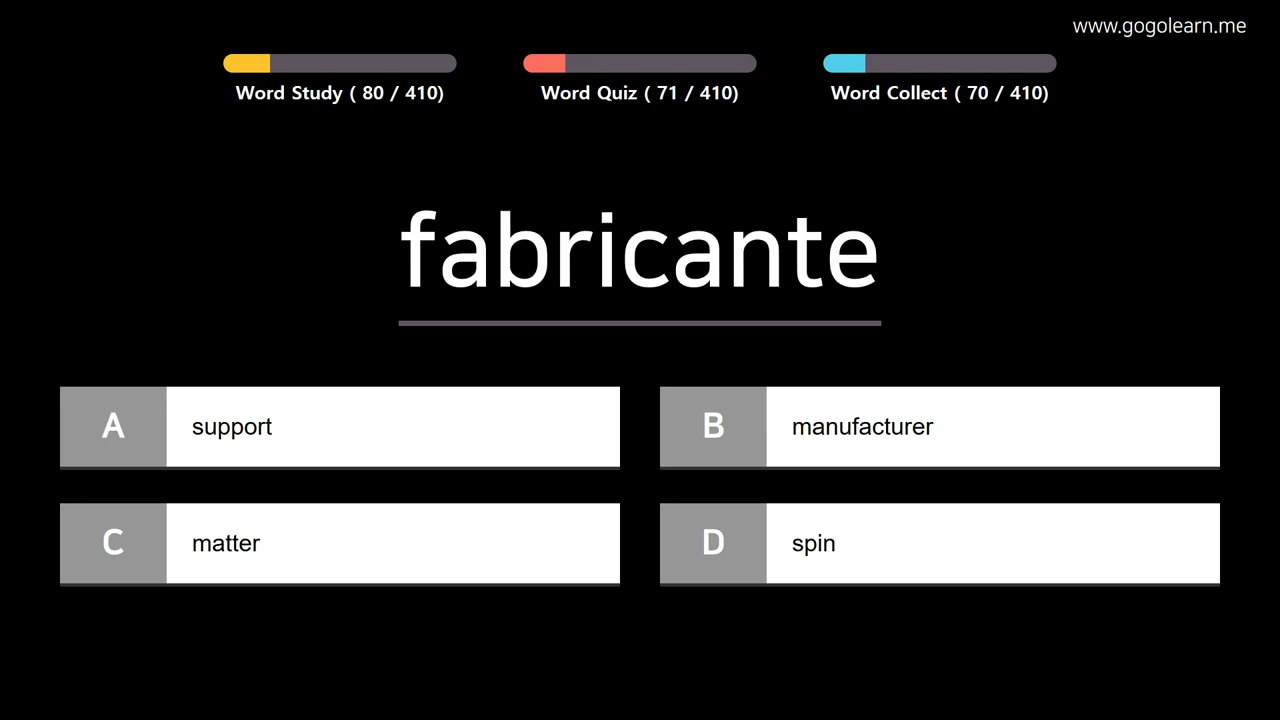 www.gogolearn.me
Word Study ( 80 / 410)
Word Quiz ( 71 / 410)
Word Collect ( 70 / 410)
fabricante
A support
B manufacturer
C matter
D spin